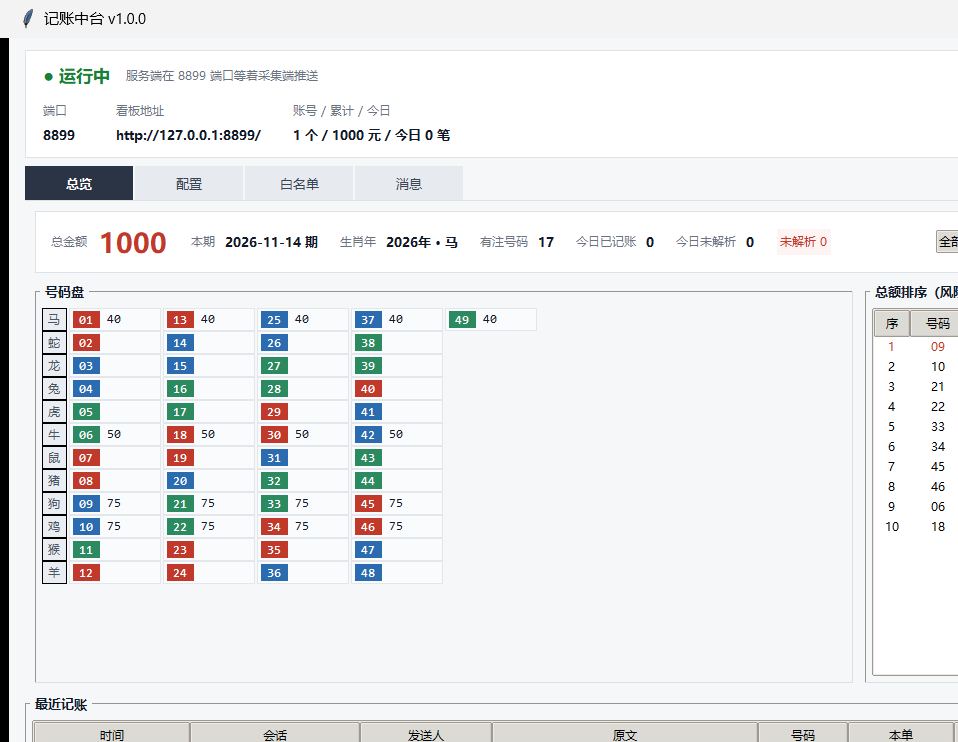 记账中台 v1.0.0
● 运行中 服务端在 8899 端口等着采集端推送
端口 看板地址 账号 / 累计 / 今日
8899 http://127.0.0.1:8899/ 1 个 / 1000 元 / 今日 0 笔
总览 配置 白名单 消息
总金额 1000 本期 2026-11-14 期 生肖年 2026年 • 马 有注号码 17 今日已记账 0 今日未解析 0 未解析 0 全部
号码盘
马 01 40 13 40 25 40 37 40 49 40
蛇 02 14 26 38
龙 03 15 27 39
兔 04 16 28 40
虎 05 17 29 41
牛 06 50 18 50 30 50 42 50
鼠 07 19 31 43
猪 08 20 32 44
狗 09 75 21 75 33 75 45 75
鸡 10 75 22 75 34 75 46 75
猴 11 23 35 47
羊 12 24 36 48
总额排序（风险
序 号码
1 09
2 10
3 21
4 22
5 33
6 34
7 45
8 46
9 06
10 18
最近记账
时间 会话 发送人 原文 号码 本单